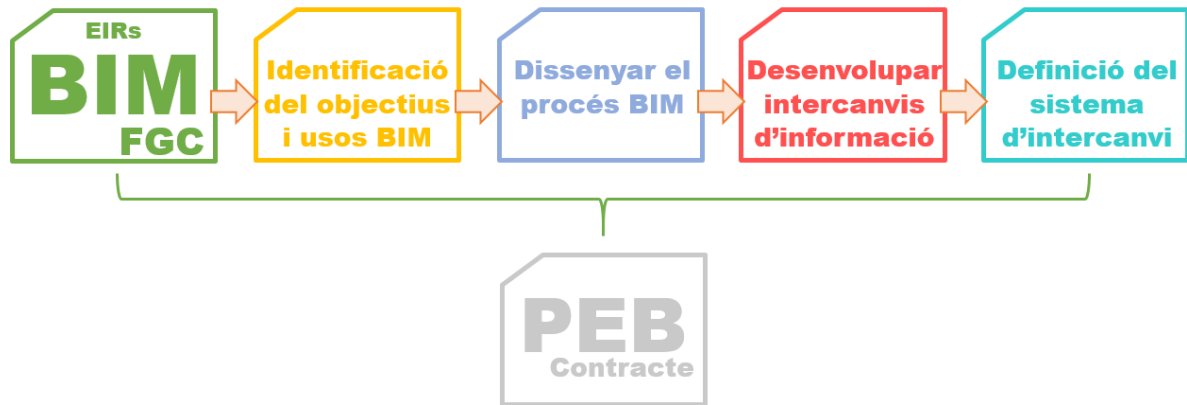 EIRs
BIM
FGC
Identificació
del objectius
i usos BIM
Dissenyar el
procés BIM
Desenvolupar
intercanvis
d’informació
Definició del
sistema
d’intercanvi
PEB
Contracte